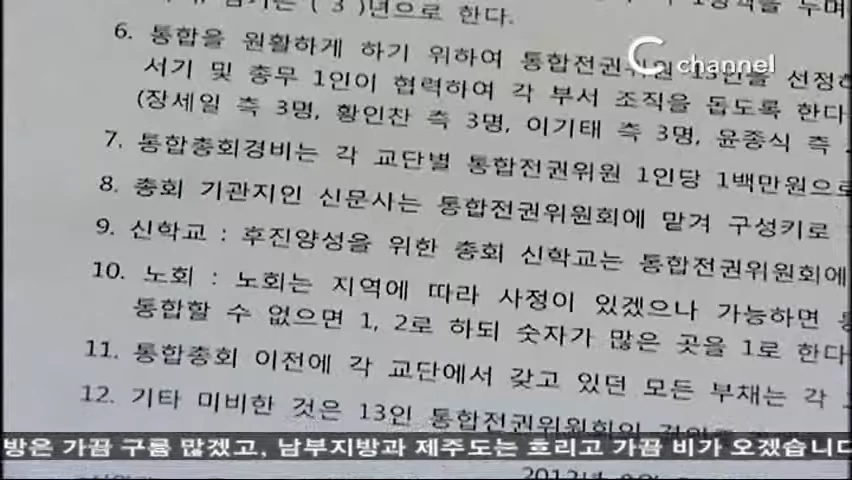 ( 3 )년으로 한다.
6. 통합을 원활하게 하기 위하여 통합전권위원 13인을 선정하
C channel
서기 및 총무 1인이 협력하여 각 부서 조직을 돕도록 한다
(장세일 측 3명, 황인찬 측 3명, 이기태 측 3명, 윤종식 측
7. 통합총회경비는 각 교단별 통합전권위원 1인당 1백만원으로
8. 총회 기관지인 신문사는 통합전권위원회에 맡겨 구성키로
9. 신학교 : 후진양성을 위한 총회 신학교는 통합전권위원회에
10. 노회 : 노회는 지역에 따라 사정이 있겠으나 가능하면
통합할 수 없으면 1, 2로 하되 숫자가 많은 곳을 1로 한다
11. 통합총회 이전에 각 교단에서 갖고 있던 모든 부채는 각
12. 기타 미비한 것은 13인 통합전권위원회의
방은 가끔 구름 많겠고, 남부지방과 제주도는 흐리고 가끔 비가 오겠습니다